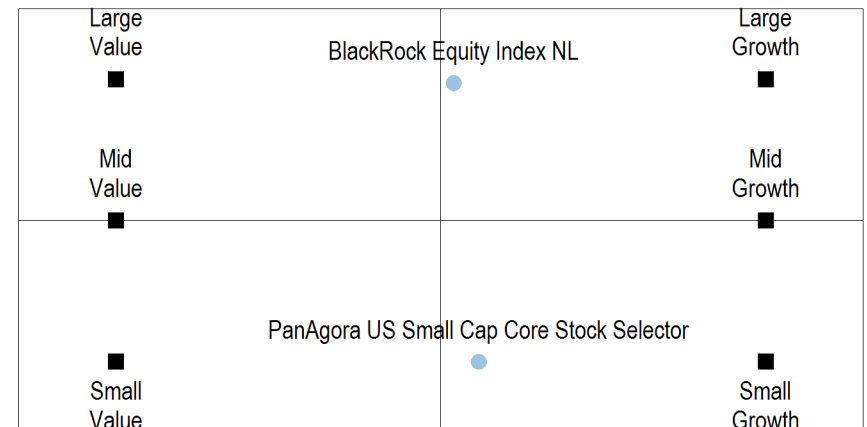 Large
Value
BlackRock Equity Index NL
Large
Growth
Mid
Value
Mid
Growth
PanAgora US Small Cap Core Stock Selector
Small
Value
Small
Growth